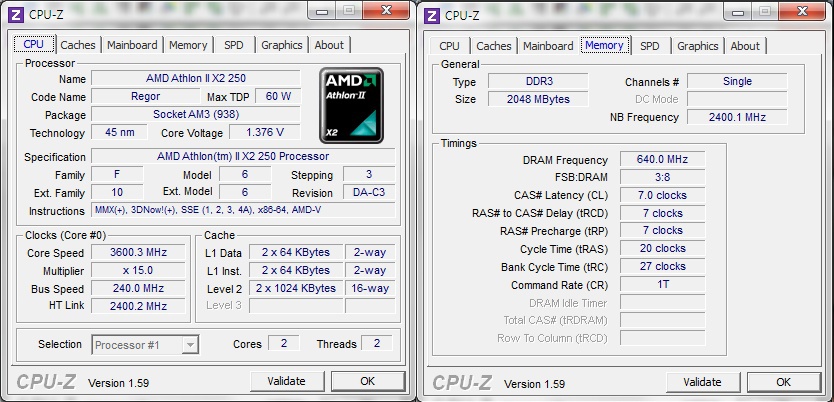 CPU-Z
CPU Caches Mainboard Memory SPD Graphics About
Processor
Name AMD Athlon II X2 250
Code Name Regor Max TDP 60 W
Package Socket AM3 (938)
Technology 45 nm Core Voltage 1.376 V
AMD
Athlon II
X2
Specification AMD Athlon(tm) II X2 250 Processor
Family F Model 6 Stepping 3
Ext. Family 10 Ext. Model 6 Revision DA-C3
Instructions MMX(+), 3DNow!(+), SSE (1, 2, 3, 4A), x86-64, AMD-V
Clocks (Core #0)
Core Speed 3600.3 MHz
Multiplier x 15.0
Bus Speed 240.0 MHz
HT Link 2400.2 MHz
Cache
L1 Data 2 x 64 KBytes 2-way
L1 Inst. 2 x 64 KBytes 2-way
Level 2 2 x 1024 KBytes 16-way
Level 3
Selection Processor #1 Cores 2 Threads 2
CPU-Z Version 1.59 Validate OK
CPU-Z
CPU Caches Mainboard Memory SPD Graphics About
General
Type DDR3 Channels # Single
Size 2048 MBytes DC Mode
NB Frequency 2400.1 MHz
Timings
DRAM Frequency 640.0 MHz
FSB:DRAM 3:8
CAS# Latency (CL) 7.0 clocks
RAS# to CAS# Delay (tRCD) 7 clocks
RAS# Precharge (tRP) 7 clocks
Cycle Time (tRAS) 20 clocks
Bank Cycle Time (tRC) 27 clocks
Command Rate (CR) 1T
DRAM Idle Timer
Total CAS# (tRDRAM)
Row To Column (tRCD)
CPU-Z Version 1.59 Validate OK